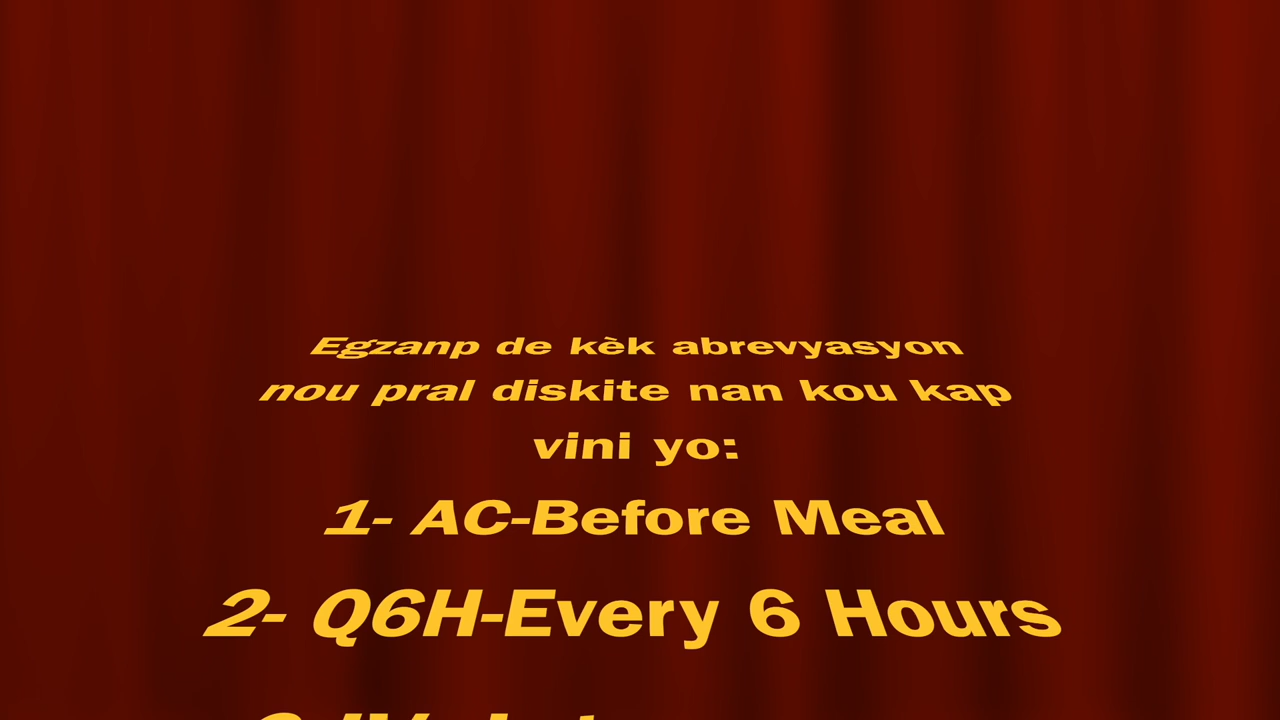 Egzanp de kèk abrevyasyon
nou pral diskite nan kou kap
vini yo:
1- AC-Before Meal
2- Q6H-Every 6 Hours